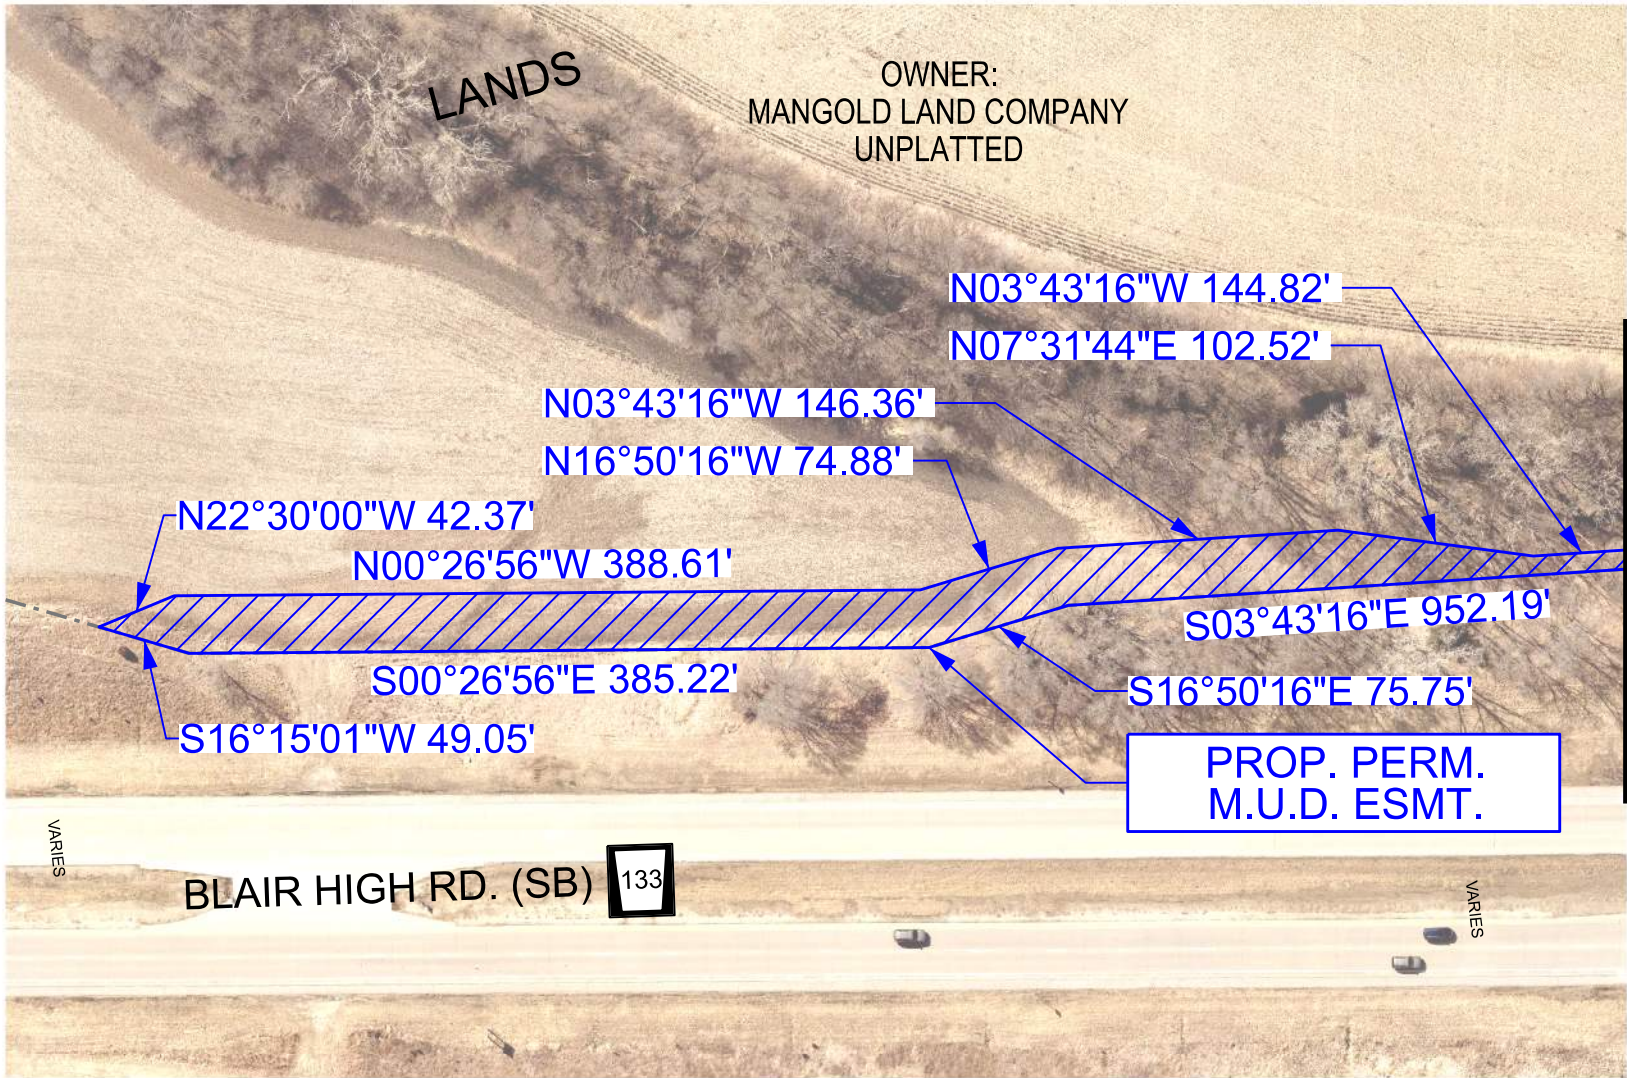 LANDS
OWNER:
MANGOLD LAND COMPANY
UNPLATTED
N03°43'16"W 144.82'
N07°31'44"E 102.52'
N03°43'16"W 146.36'
N16°50'16"W 74.88'
N22°30'00"W 42.37'
N00°26'56"W 388.61'
S03°43'16"E 952.19'
S00°26'56"E 385.22'
S16°50'16"E 75.75'
S16°15'01"W 49.05'
PROP. PERM.
M.U.D. ESMT.
VARIES
BLAIR HIGH RD. (SB)
133
VARIES